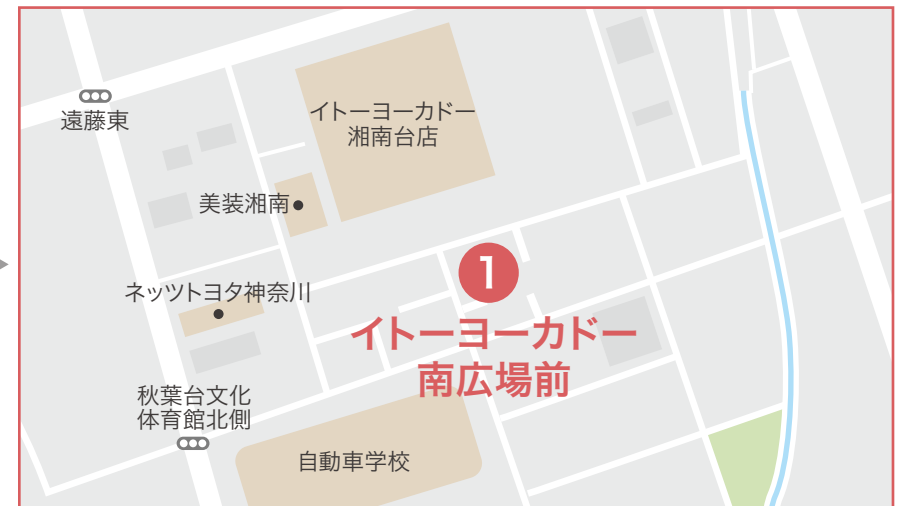 遠藤東
イトーヨーカドー
湘南台店
美装湘南
ネッツトヨタ神奈川
1
イトーヨーカドー
南広場前
秋葉台文化
体育館北側
自動車学校